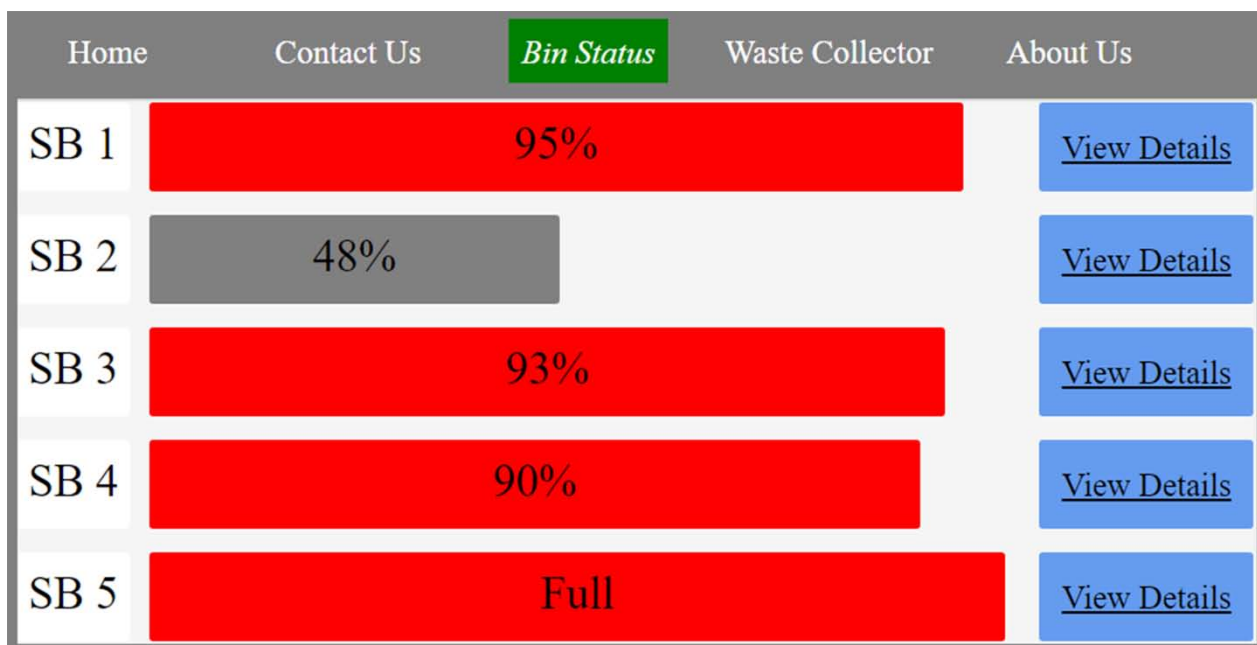 Home Contact Us Bin Status Waste Collector About Us
SB 1 95% View Details
SB 2 48% View Details
SB 3 93% View Details
SB 4 90% View Details
SB 5 Full View Details